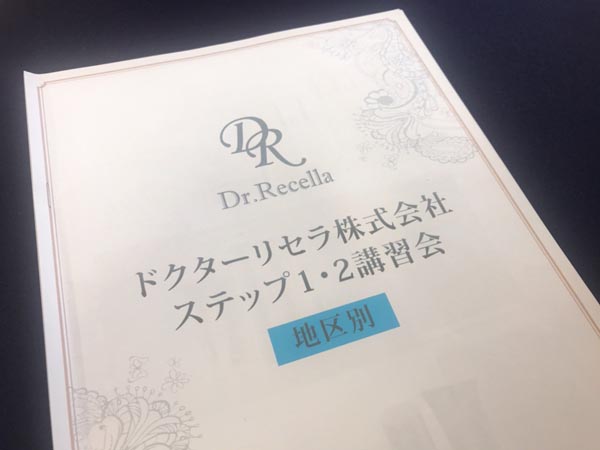 DR
Dr.Recella
ドクターリセラ株式会社
ステップ1・2講習会
地区別